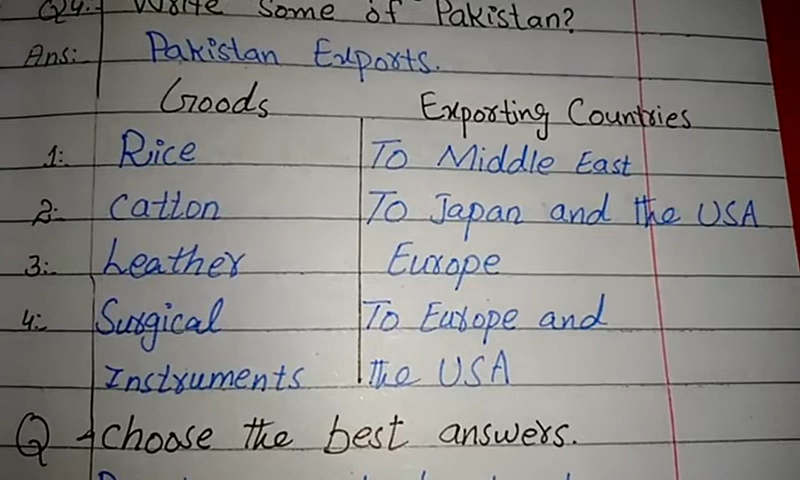 Q4: Write Some of Pakistan?
Ans: Pakistan Exports.
Goods Exporting Countries
1: Rice To Middle East
2: Catton To Japan and the USA
3: Leather Europe
4: Surgical To Europe and
Instruments the USA
Q choose the best answers.